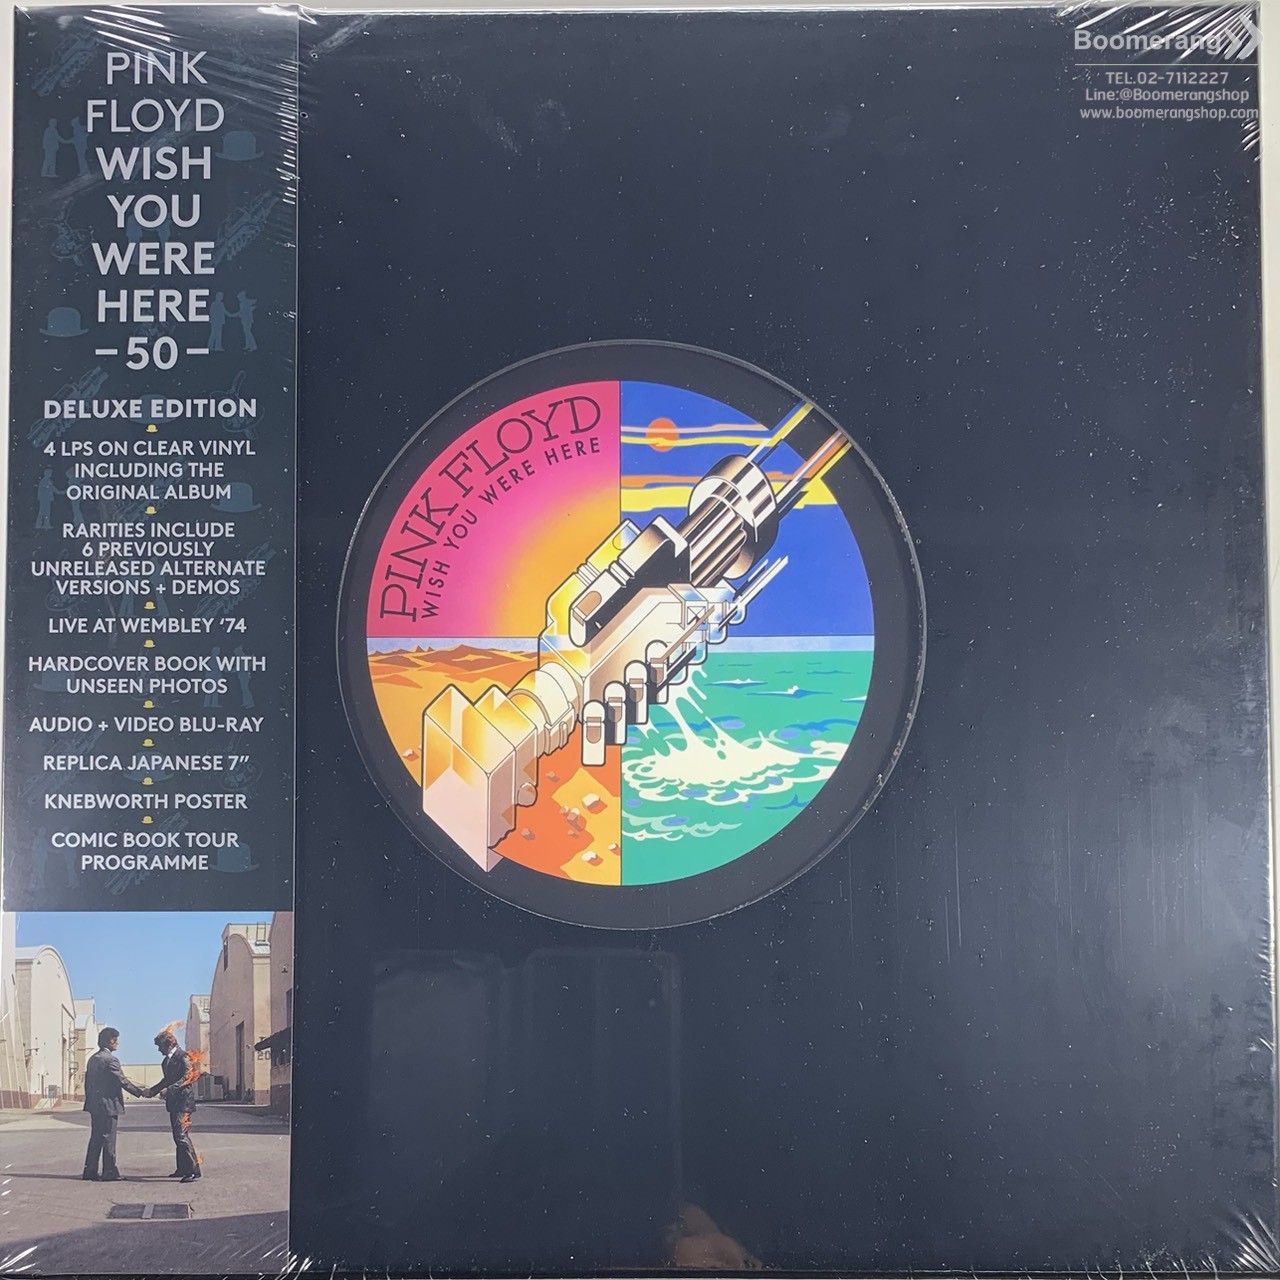 PINK
FLOYD
WISH
YOU
WERE
HERE
–50–
DELUXE EDITION
4 LPS ON CLEAR VINYL
INCLUDING THE
ORIGINAL ALBUM
RARITIES INCLUDE
6 PREVIOUSLY
UNRELEASED ALTERNATE
VERSIONS + DEMOS
LIVE AT WEMBLEY ‘74
HARDCOVER BOOK WITH
UNSEEN PHOTOS
AUDIO + VIDEO BLU-RAY
REPLICA JAPANESE 7”
KNEBWORTH POSTER
COMIC BOOK TOUR
PROGRAMME
PINK FLOYD
WISH YOU WERE HERE
Boomerang
TEL.02-7112227
Line:@Boomerangshop
www.boomerangshop.com